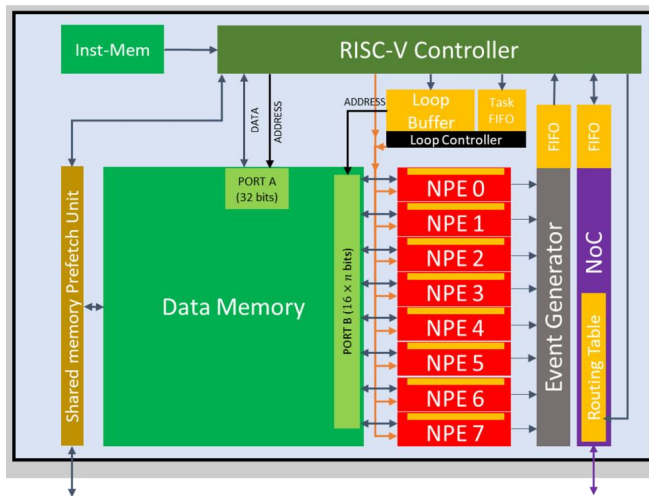 Inst-Mem
RISC-V Controller
DATA
ADDRESS
ADDRESS
Loop
Buffer
Task
FIFO
Loop Controller
FIFO
FIFO
PORT A
(32 bits)
Shared memory Prefetch Unit
Data Memory
PORT B (16 × n bits)
NPE 0
NPE 1
NPE 2
NPE 3
NPE 4
NPE 5
NPE 6
NPE 7
Event Generator
NoC
Routing Table